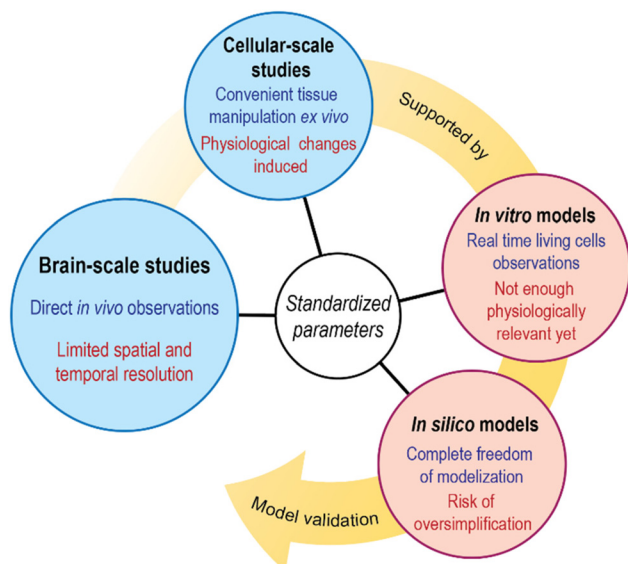 Cellular-scale
studies
Convenient tissue
manipulation ex vivo
Physiological changes
induced
Supported by
In vitro models
Real time living cells
observations
Not enough
physiologically
relevant yet
Brain-scale studies
Direct in vivo observations
Limited spatial and
temporal resolution
Standardized
parameters
In silico models
Complete freedom
of modelization
Risk of
oversimplification
Model validation